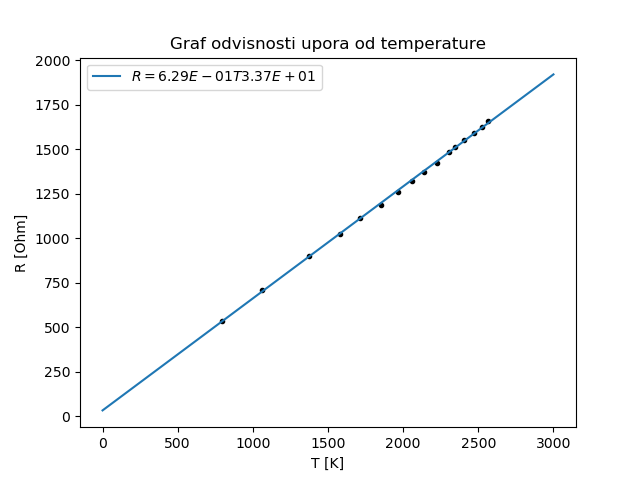 Graf odvisnosti upora od temperature
R = 6.29E − 01T3.37E + 01
2000
1750
1500
1250
1000
750
500
250
0
R [Ohm]
0 500 1000 1500 2000 2500 3000
T [K]